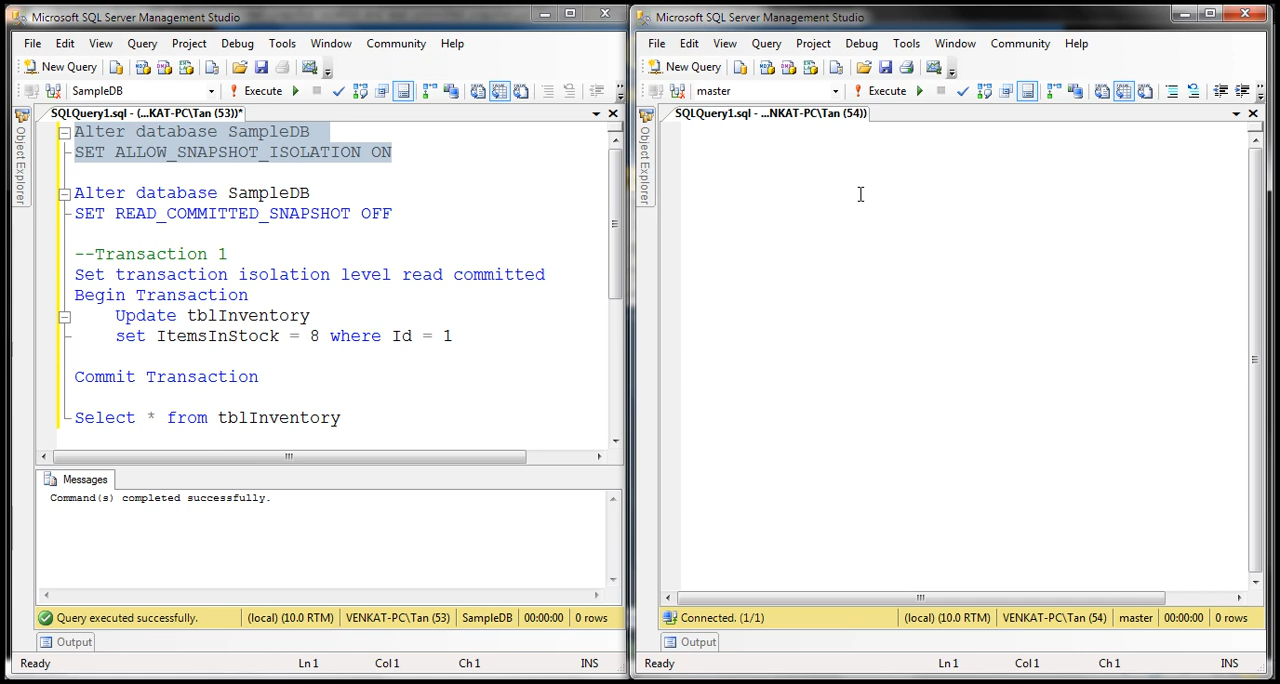 Microsoft SQL Server Management Studio
File Edit View Query Project Debug Tools Window Community Help
New Query
SampleDB Execute
SQLQuery1.sql - (...KAT-PC\Tan (53))*
Object Explorer
Alter database SampleDB
SET ALLOW_SNAPSHOT_ISOLATION ON
Alter database SampleDB
SET READ_COMMITTED_SNAPSHOT OFF
--Transaction 1
Set transaction isolation level read committed
Begin Transaction
Update tblInventory
set ItemsInStock = 8 where Id = 1
Commit Transaction
Select * from tblInventory
Messages
Command(s) completed successfully.
Query executed successfully. (local) (10.0 RTM) VENKAT-PC\Tan (53) SampleDB 00:00:00 0 rows
Output
Ready Ln 1 Col 1 Ch 1 INS
Microsoft SQL Server Management Studio
File Edit View Query Project Debug Tools Window Community Help
New Query
master Execute
SQLQuery1.sql - ...NKAT-PC\Tan (54))
Object Explorer
Connected. (1/1) (local) (10.0 RTM) VENKAT-PC\Tan (54) master 00:00:00 0 rows
Output
Ready Ln 1 Col 1 Ch 1 INS